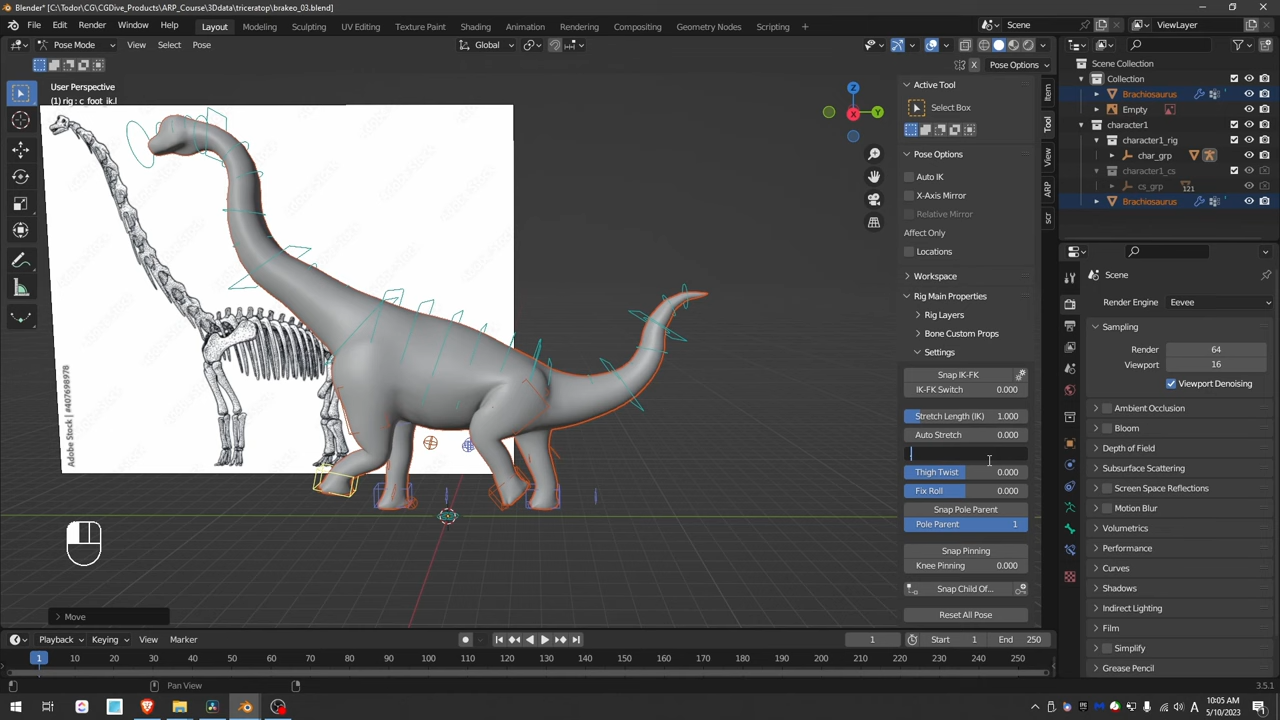 Blender* [C:\Todor\CG\CGDive_Products\ARP_Course\3Ddata\triceratop\brakeo_03.blend]
File Edit Render Window Help Layout Modeling Sculpting UV Editing Texture Paint Shading Animation Rendering Compositing Geometry Nodes Scripting + Scene ViewLayer
Pose Mode View Select Pose Global
Pose Options
User Perspective
(1) rig : c_foot_ik.l
Adobe Stock | #407698978
Z
Y
X
Active Tool
Select Box
Pose Options
Auto IK
X-Axis Mirror
Relative Mirror
Affect Only
Locations
Workspace
Rig Main Properties
Rig Layers
Bone Custom Props
Settings
Snap IK-FK
IK-FK Switch 0.000
Stretch Length (IK) 1.000
Auto Stretch 0.000
Thigh Twist 0.000
Fix Roll 0.000
Snap Pole Parent
Pole Parent 1
Snap Pinning
Knee Pinning 0.000
Snap Child Of...
Reset All Pose
Item
Tool
View
ARP
scr
Scene Collection
Collection
Brachiosaurus
Empty
character1
character1_rig
char_grp
character1_cs
cs_grp 121
Brachiosaurus
Scene
Render Engine Eevee
Sampling
Render 64
Viewport 16
Viewport Denoising
Ambient Occlusion
Bloom
Depth of Field
Subsurface Scattering
Screen Space Reflections
Motion Blur
Volumetrics
Performance
Curves
Shadows
Indirect Lighting
Film
Simplify
Grease Pencil
Move
Playback Keying View Marker 1 Start 1 End 250
1 10 20 30 40 50 60 70 80 90 100 110 120 130 140 150 160 170 180 190 200 210 220 230 240 250
Pan View 3.5.1
10:05 AM
5/10/2023